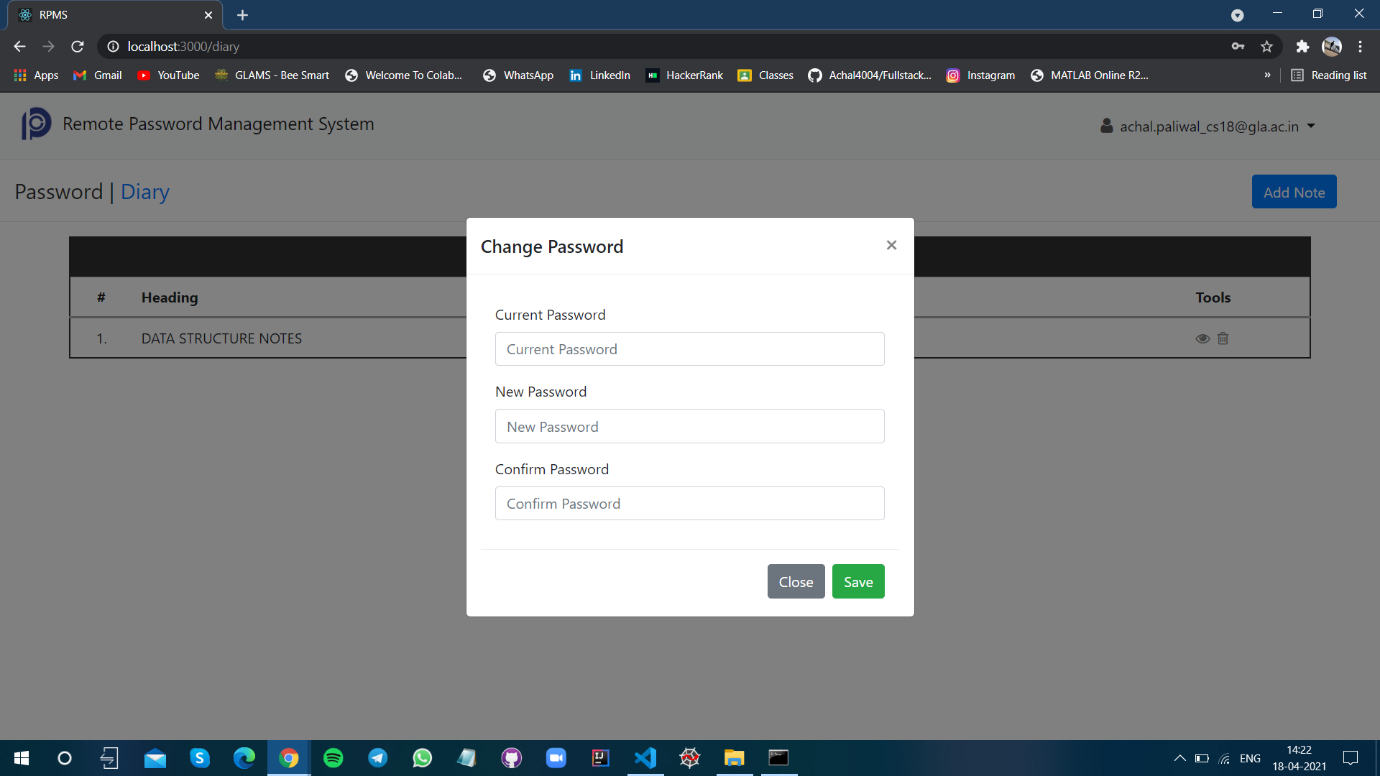 RPMS
localhost:3000/diary
Apps Gmail YouTube GLAMS - Bee Smart Welcome To Colab... WhatsApp LinkedIn HackerRank Classes Achal4004/Fullstack... Instagram MATLAB Online R2... » Reading list
Remote Password Management System achal.paliwal_cs18@gla.ac.in
Password | Diary Add Note
Change Password ×
# Heading Tools
1. DATA STRUCTURE NOTES
Current Password
Current Password
New Password
New Password
Confirm Password
Confirm Password
Close Save
ENG 14:22
18-04-2021